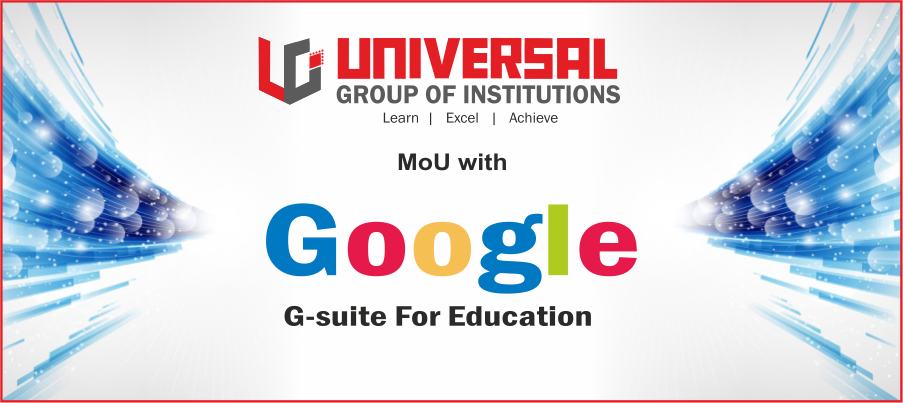 UNIVERSAL
GROUP OF INSTITUTIONS
Learn | Excel | Achieve
MoU with
Google
G-suite For Education